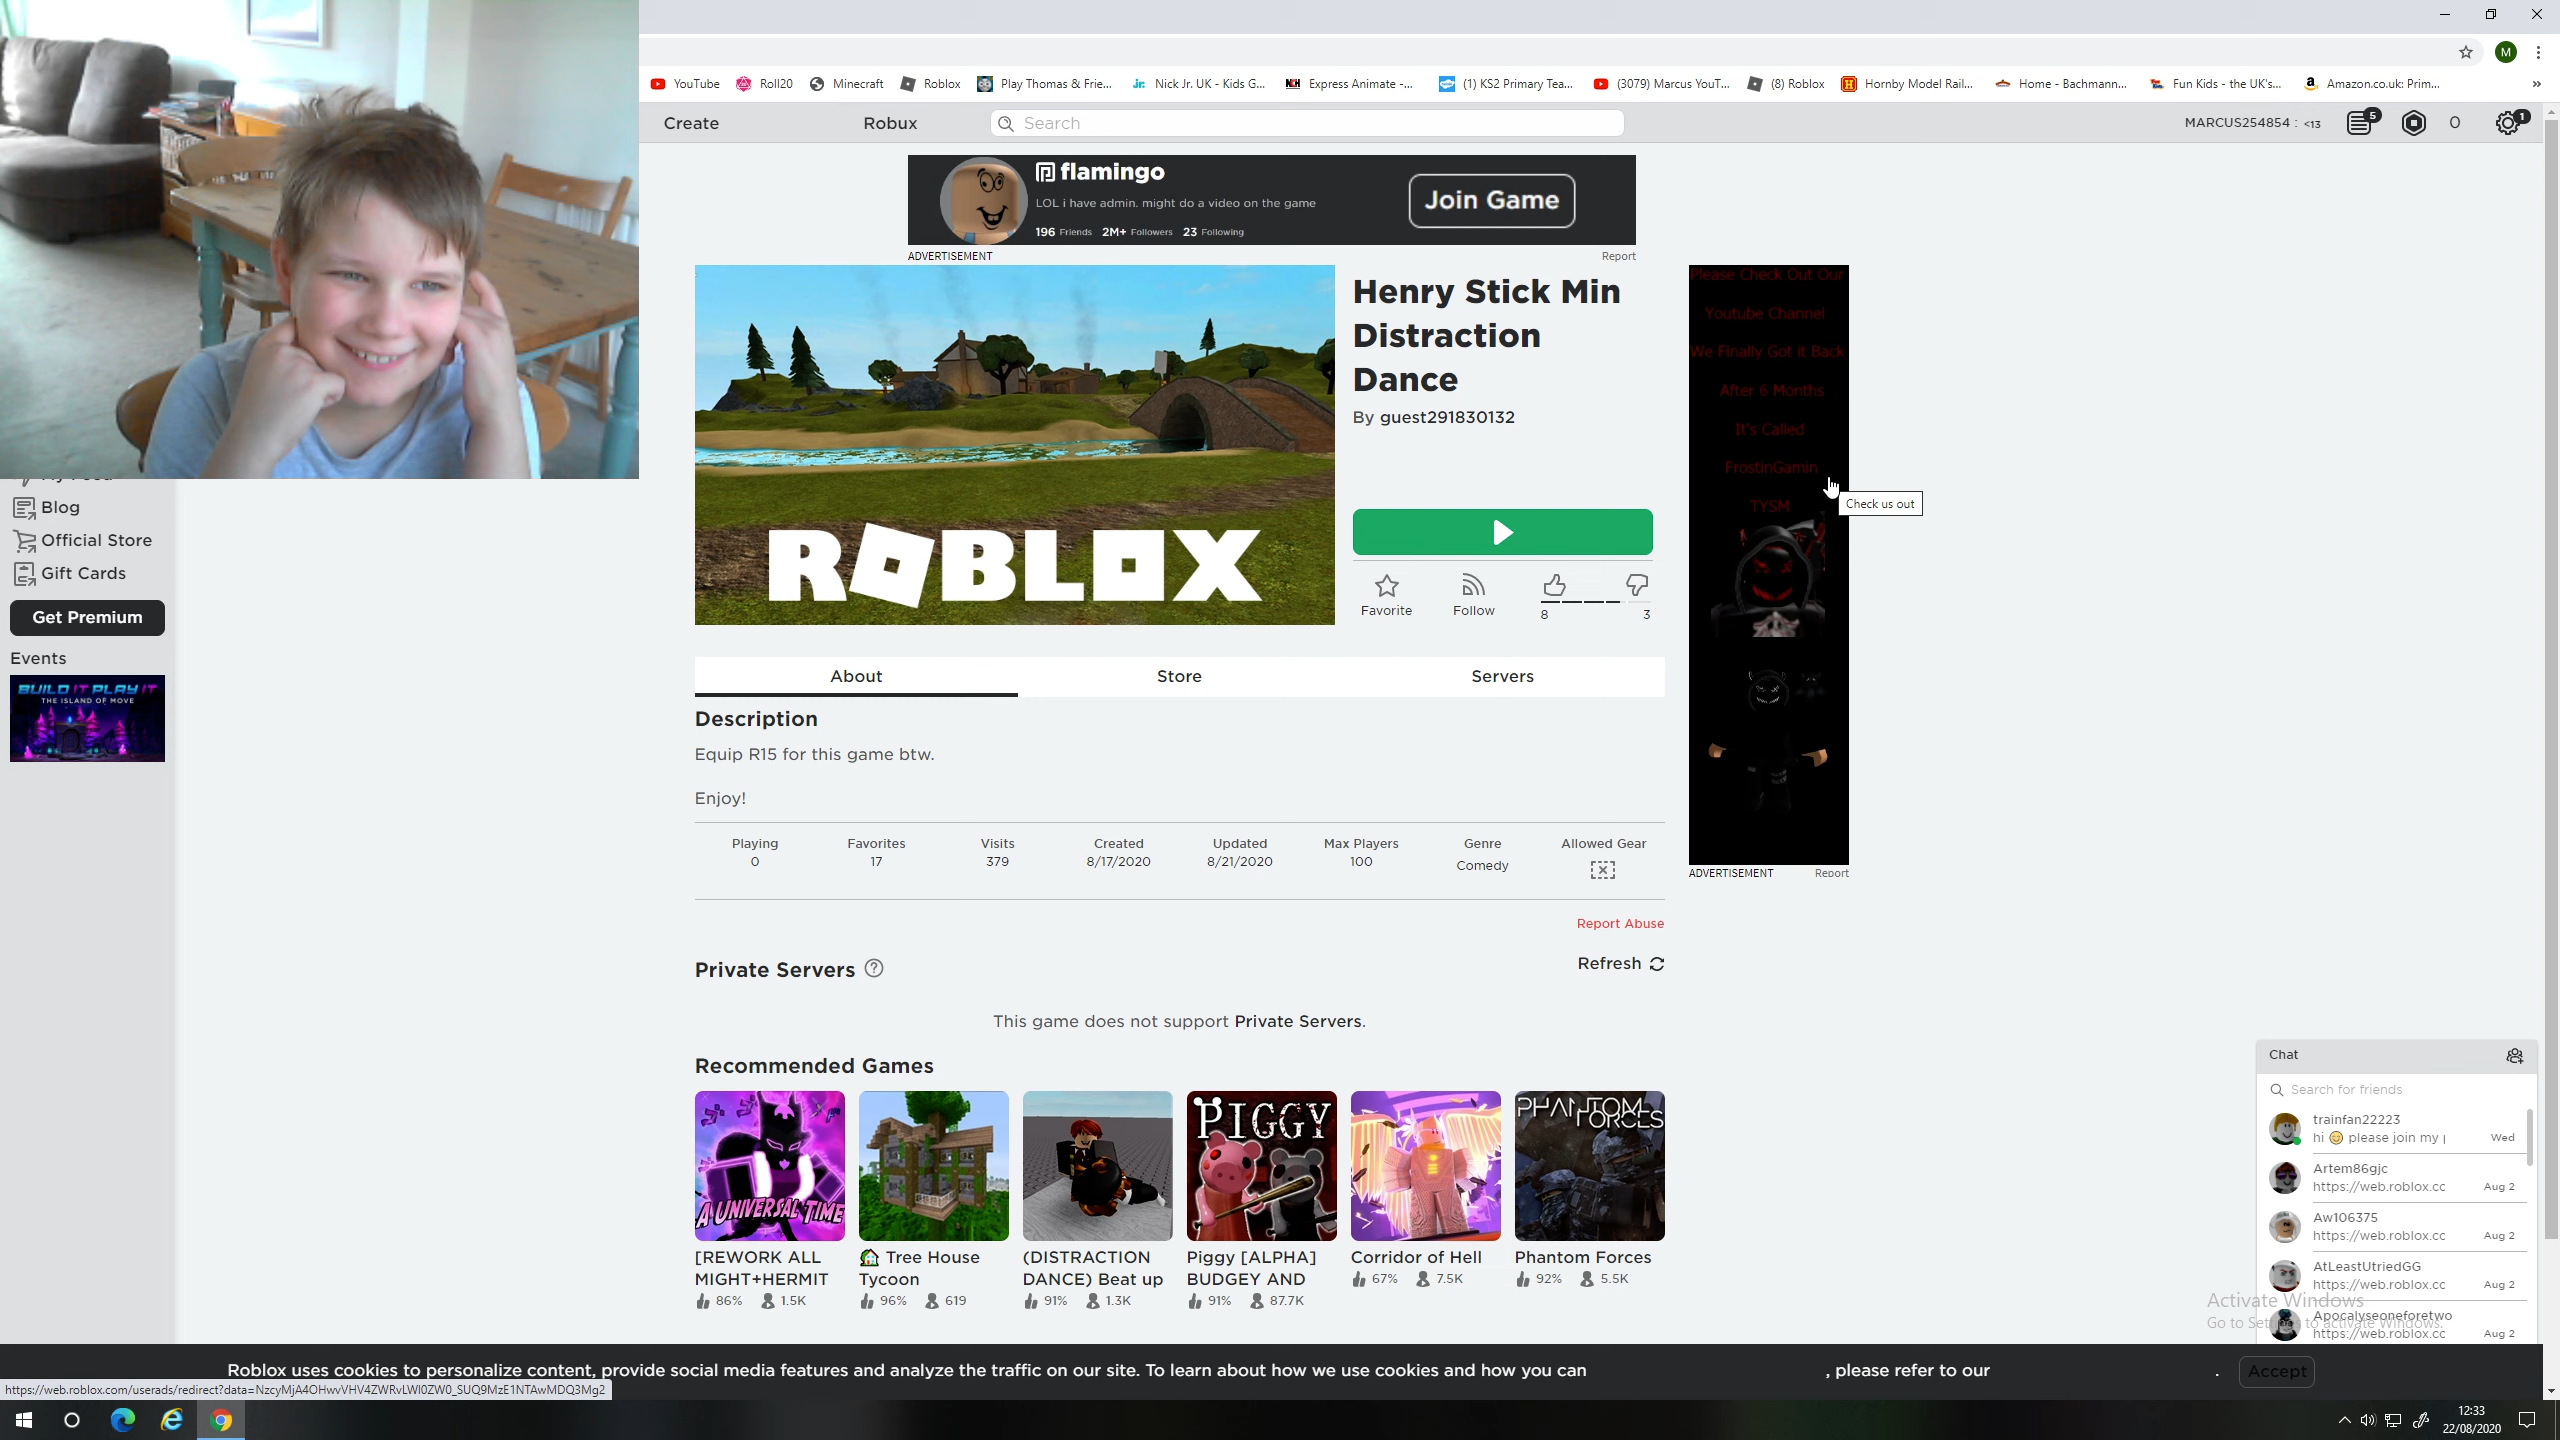 YouTube
Roll20
Minecraft
Roblox
Play Thomas & Frie...
Nick Jr. UK - Kids G...
Express Animate -...
(1) KS2 Primary Tea...
(3079) Marcus YouT...
(8) Roblox
Hornby Model Rail...
Home - Bachmann...
Fun Kids - the UK's...
Amazon.co.uk: Prim...
»
M
Create
Robux
Search
MARCUS254854 : <13
5
0
1
flamingo
LOL i have admin. might do a video on the game
196 Friends 2M+ Followers 23 Following
Join Game
ADVERTISEMENT
Report
ROBLOX
Henry Stick Min
Distraction
Dance
By guest291830132
Favorite
Follow
8
3
Please Check Out Our
Youtube Channel
We Finally Got it Back
After 6 Months
It's Called
FrostinGamin
TYSM
Check us out
ADVERTISEMENT
Report
Blog
Official Store
Gift Cards
Get Premium
Events
BUILD IT PLAY IT
THE ISLAND OF MOVE
About
Store
Servers
Description
Equip R15 for this game btw.
Enjoy!
Playing
0
Favorites
17
Visits
379
Created
8/17/2020
Updated
8/21/2020
Max Players
100
Genre
Comedy
Allowed Gear
Report Abuse
Private Servers
Refresh
This game does not support Private Servers.
Recommended Games
A UNIVERSAL TIME
PIGGY
PHANTOM
FORCES
[REWORK ALL
MIGHT+HERMIT
86% 1.5K
Tree House
Tycoon
96% 619
(DISTRACTION
DANCE) Beat up
91% 1.3K
Piggy [ALPHA]
BUDGEY AND
91% 87.7K
Corridor of Hell
67% 7.5K
Phantom Forces
92% 5.5K
Chat
Search for friends
trainfan22223
hi 😊 please join my
Wed
Artem86gjc
https://web.roblox.cc
Aug 2
Aw106375
https://web.roblox.cc
Aug 2
AtLeastUtriedGG
https://web.roblox.cc
Aug 2
Apocalyseoneforetwo
https://web.roblox.cc
Aug 2
Activate Windows
Go to Settings to activate Windows.
Roblox uses cookies to personalize content, provide social media features and analyze the traffic on our site. To learn about how we use cookies and how you can , please refer to our .
Accept
https://web.roblox.com/userads/redirect?data=NzcyMjA4OHwvVHV4ZWRvLWI0ZW0_SUQ9MzE1NTAwMDQ3Mg2
12:33
22/08/2020